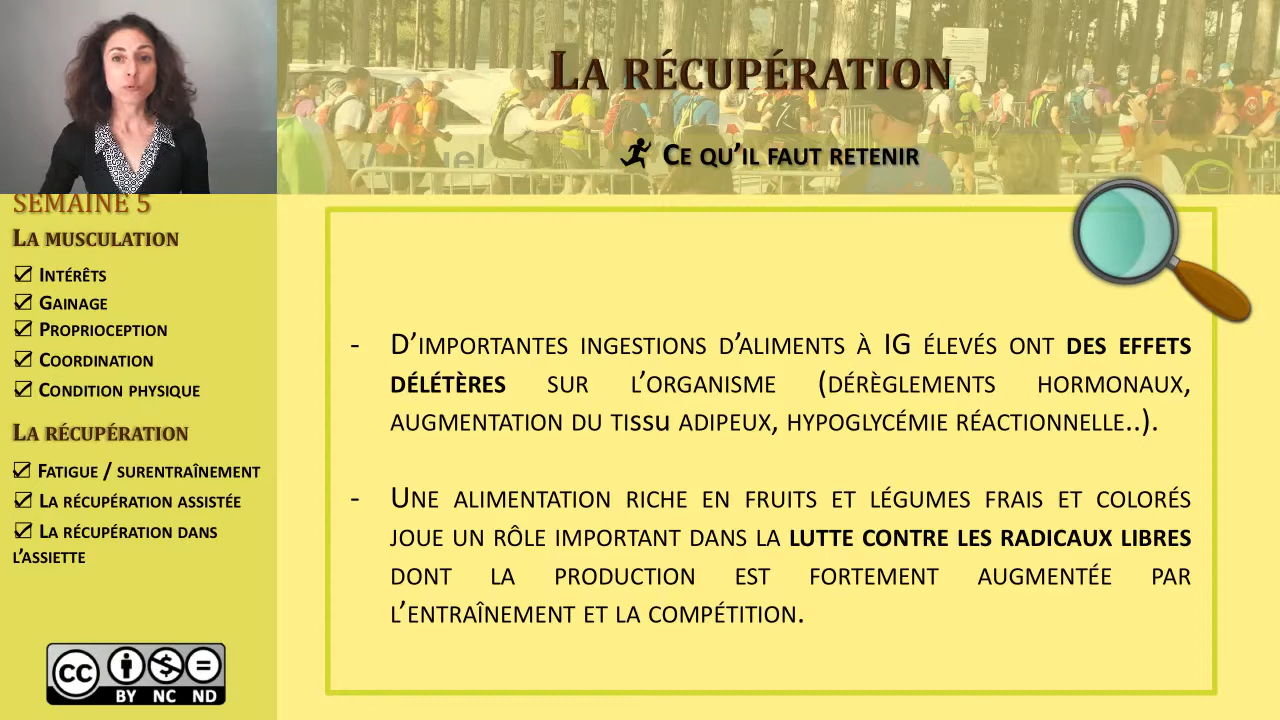 La récupération
Ce qu'il faut retenir
SEMAINE 5
La musculation
☑ Intérêts
☑ Gainage
☑ Proprioception
☑ Coordination
☑ Condition physique
La récupération
☑ Fatigue / surentraînement
☑ La récupération assistée
☑ La récupération dans
l'assiette
- D'importantes ingestions d'aliments à IG élevés ont des effets
délétères sur l'organisme (dérèglements hormonaux,
augmentation du tissu adipeux, hypoglycémie réactionnelle..).
- Une alimentation riche en fruits et légumes frais et colorés
joue un rôle important dans la lutte contre les radicaux libres
dont la production est fortement augmentée par
l'entraînement et la compétition.
CC
BY NC ND